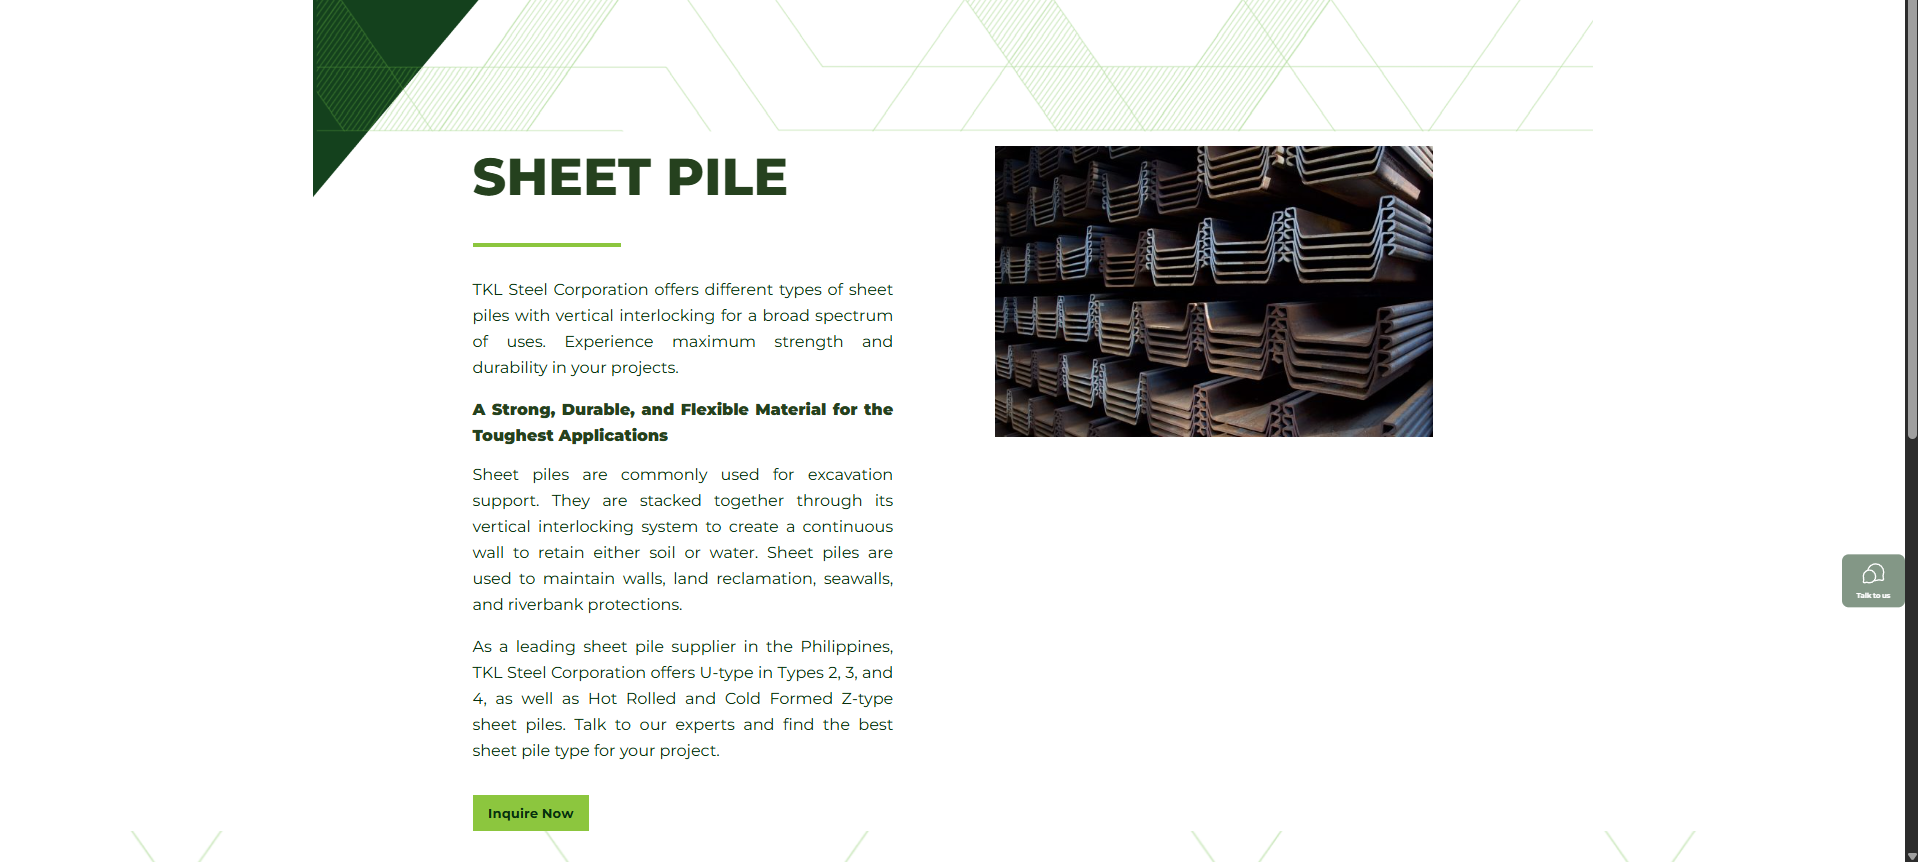 SHEET PILE
TKL Steel Corporation offers different types of sheet
piles with vertical interlocking for a broad spectrum
of uses. Experience maximum strength and
durability in your projects.
A Strong, Durable, and Flexible Material for the
Toughest Applications
Sheet piles are commonly used for excavation
support. They are stacked together through its
vertical interlocking system to create a continuous
wall to retain either soil or water. Sheet piles are
used to maintain walls, land reclamation, seawalls,
and riverbank protections.
As a leading sheet pile supplier in the Philippines,
TKL Steel Corporation offers U-type in Types 2, 3, and
4, as well as Hot Rolled and Cold Formed Z-type
sheet piles. Talk to our experts and find the best
sheet pile type for your project.
Inquire Now
Talk to us